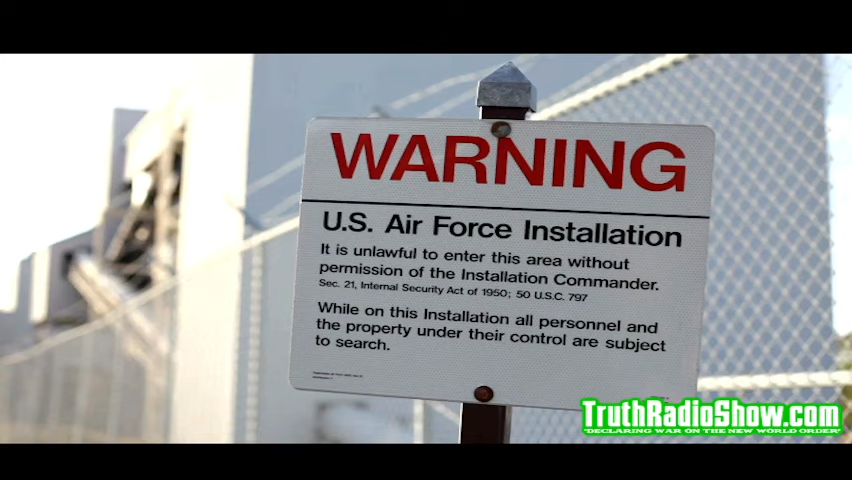 WARNING
U.S. Air Force Installation
It is unlawful to enter this area without
permission of the Installation Commander.
Sec. 21, Internal Security Act of 1950; 50 U.S.C. 797
While on this Installation all personnel and
the property under their control are subject
to search.
TruthRadioShow.com
"DECLARING WAR ON THE NEW WORLD ORDER"